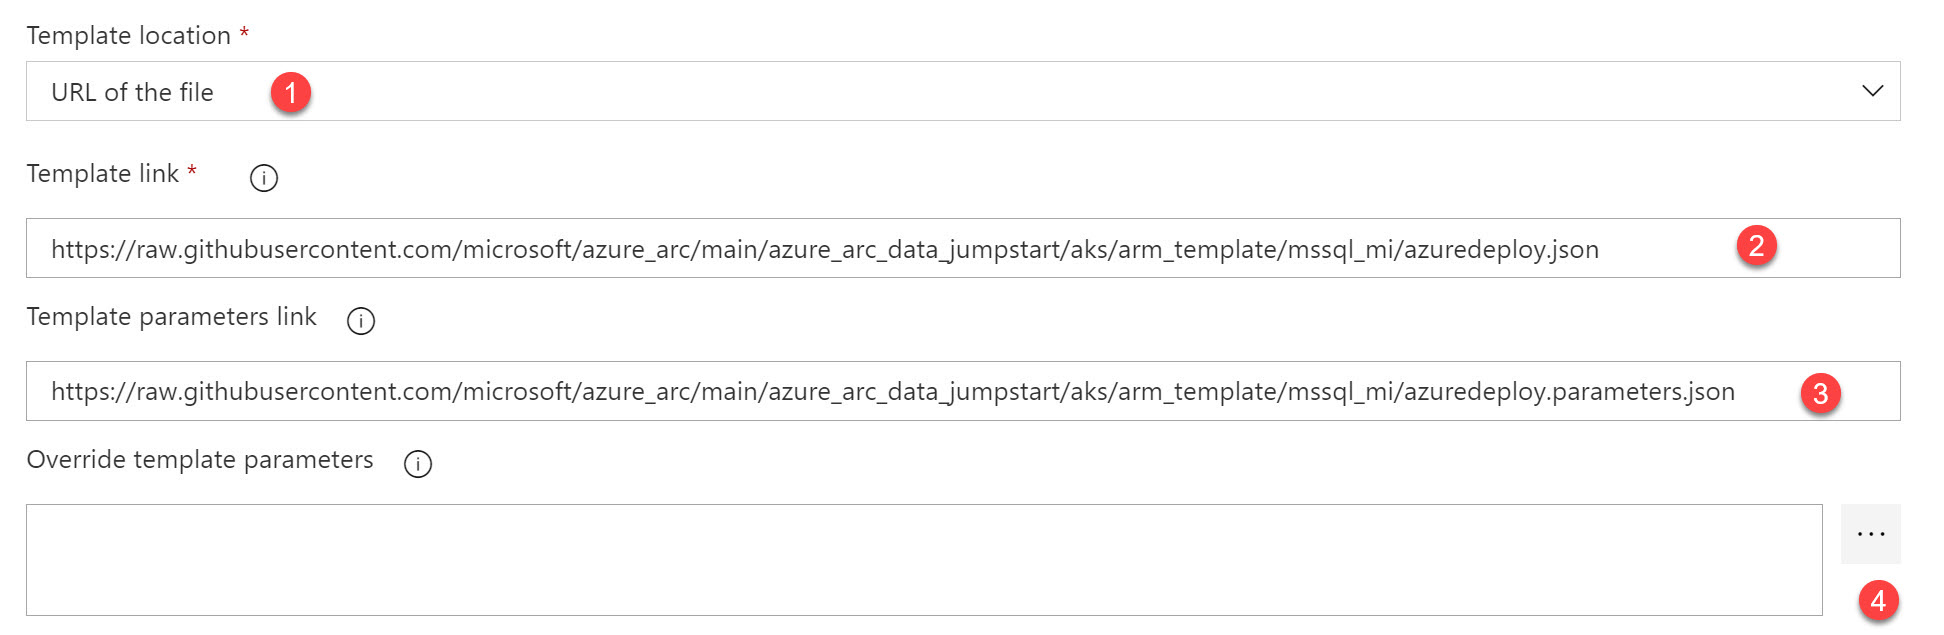 Template location *
URL of the file 1
Template link * i
https://raw.githubusercontent.com/microsoft/azure_arc/main/azure_arc_data_jumpstart/aks/arm_template/mssql_mi/azuredeploy.json 2
Template parameters link i
https://raw.githubusercontent.com/microsoft/azure_arc/main/azure_arc_data_jumpstart/aks/arm_template/mssql_mi/azuredeploy.parameters.json 3
Override template parameters i
...
4